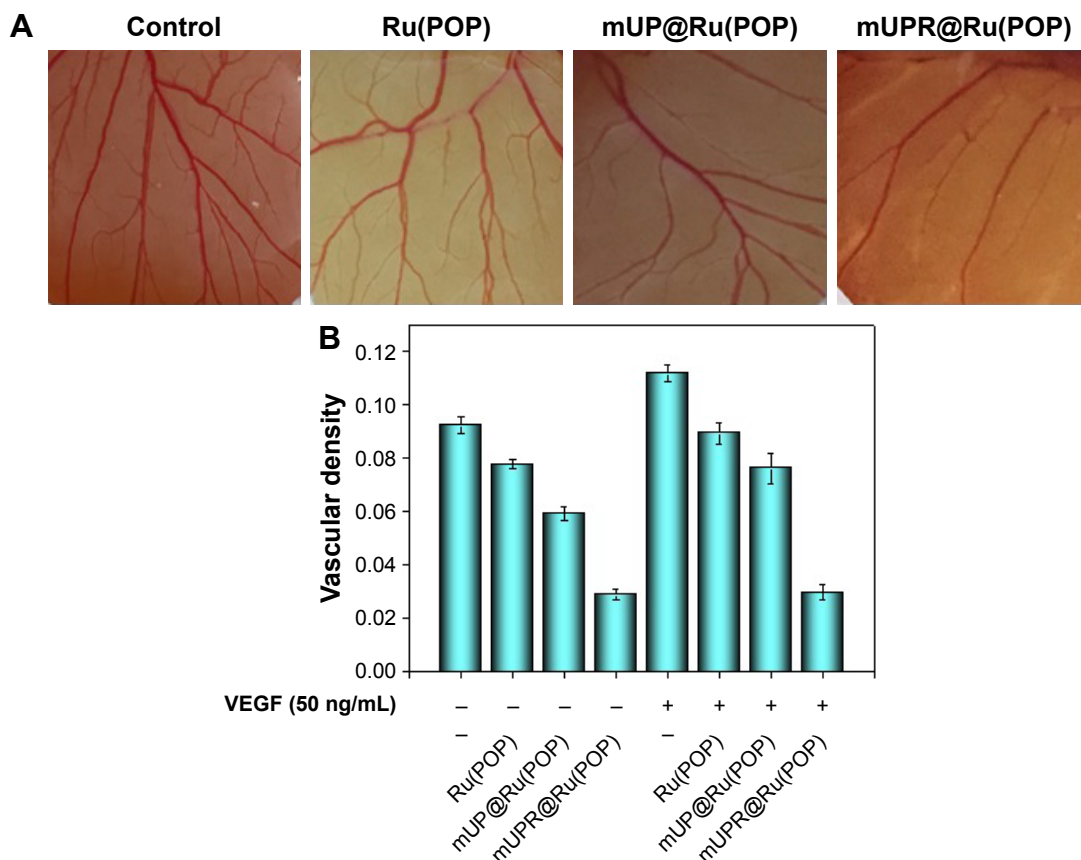 A
Control
Ru(POP)
mUP@Ru(POP)
mUPR@Ru(POP)
B
Vascular density
0.12
0.10
0.08
0.06
0.04
0.02
0.00
VEGF (50 ng/mL)
– – – – + + + +
– Ru(POP) mUP@Ru(POP) mUPR@Ru(POP) – Ru(POP) mUP@Ru(POP) mUPR@Ru(POP)